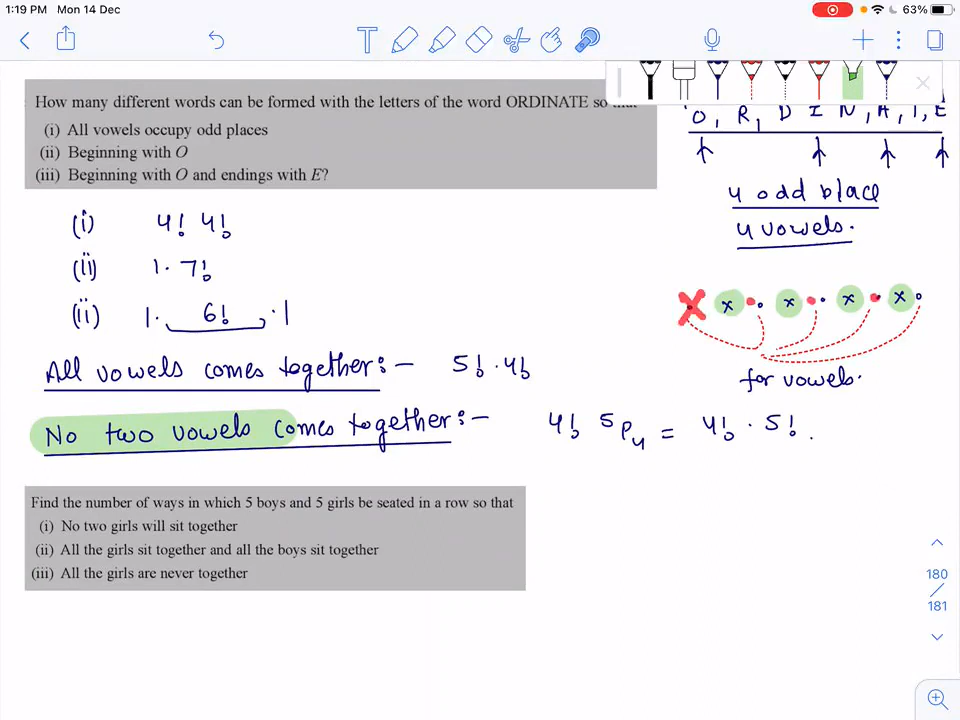 1:19 PM Mon 14 Dec
63%
How many different words can be formed with the letters of the word ORDINATE so that
(i) All vowels occupy odd places
(ii) Beginning with O
(iii) Beginning with O and endings with E?
O, R, D I N, A, T, E
4 odd place
4 vowels.
(i) 4! 4!
(ii) 1. 7!
(ii) 1. 6! .1
x . x . x . x .
for vowels.
All vowels comes together:- 5! . 4!
No two vowels comes together:- 4! 5P4 = 4! . 5! .
Find the number of ways in which 5 boys and 5 girls be seated in a row so that
(i) No two girls will sit together
(ii) All the girls sit together and all the boys sit together
(iii) All the girls are never together
180
/
181